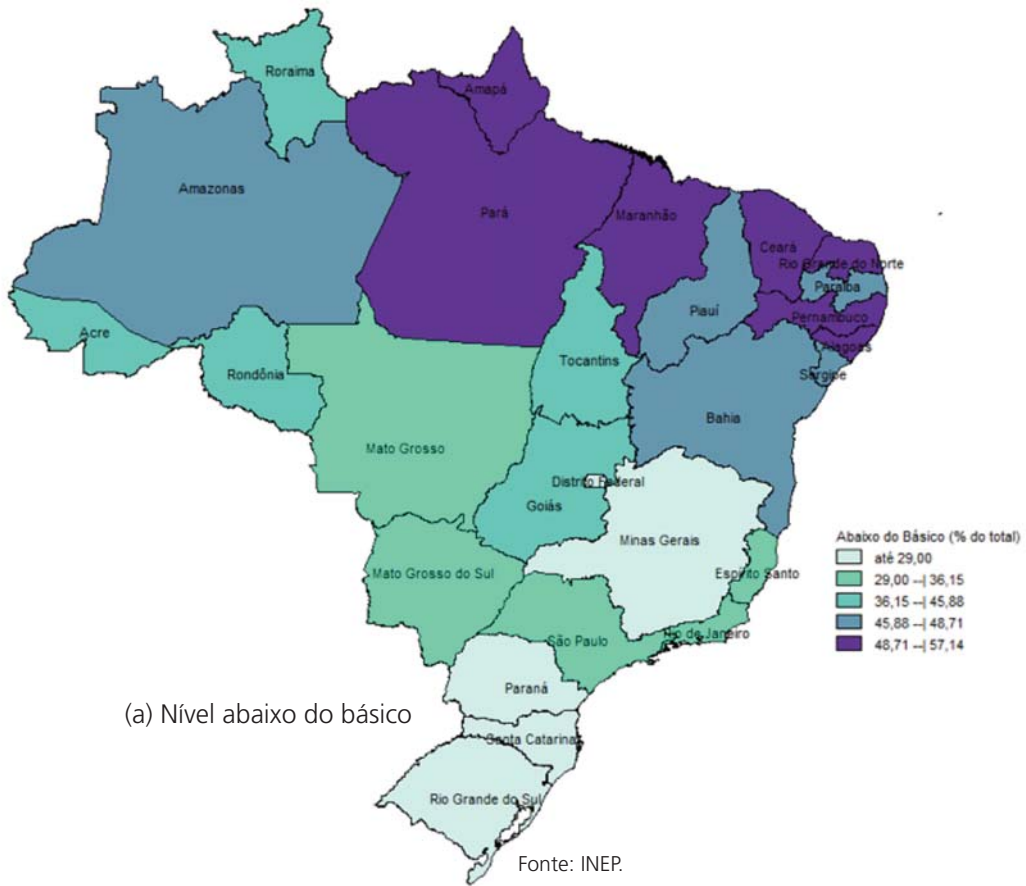 Roraima
Amapá
Amazonas
Pará
Maranhão
Ceará
Rio Grande do Norte
Paraíba
Piauí
Pernambuco
Acre
Alagoas
Rondônia
Tocantins
Sergipe
Bahia
Mato Grosso
Distrito Federal
Goiás
Minas Gerais
Abaixo do Básico (% do total)
até 29,00
29,00 --| 36,15
36,15 --| 45,88
45,88 --| 48,71
48,71 --| 57,14
Mato Grosso do Sul
Espírito Santo
São Paulo
Rio de Janeiro
Paraná
(a) Nível abaixo do básico
Santa Catarina
Rio Grande do Sul
Fonte: INEP.